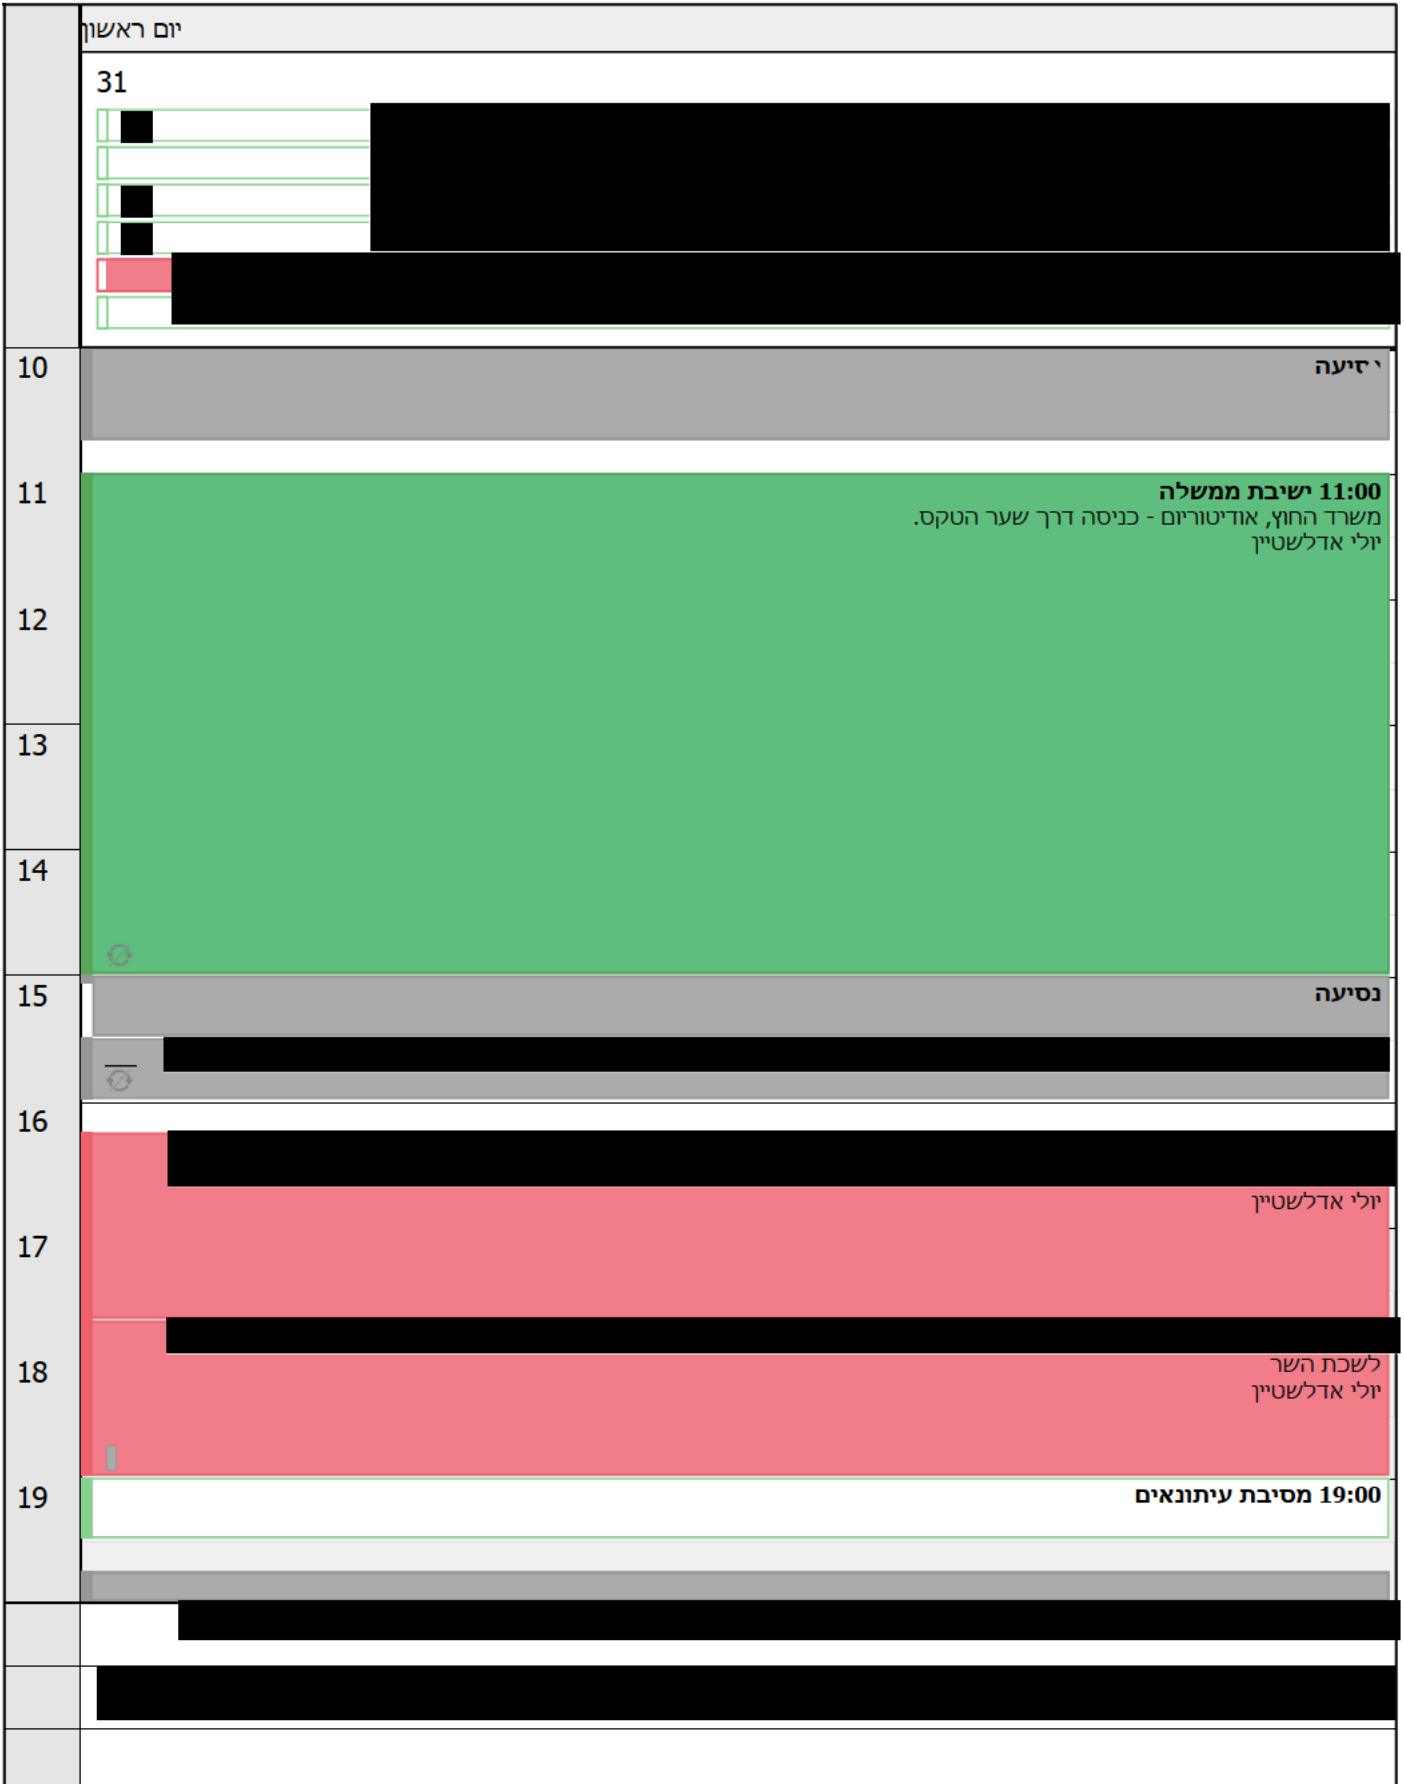 יום ראשון
31
10
נסיעה
11
11:00 ישיבת ממשלה
משרד החוץ, אודיטוריום - כניסה דרך שער הטקס.
יולי אדלשטיין
12
13
14
15
נסיעה
16
יולי אדלשטיין
17
18
לשכת השר
יולי אדלשטיין
19
19:00 מסיבת עיתונאים